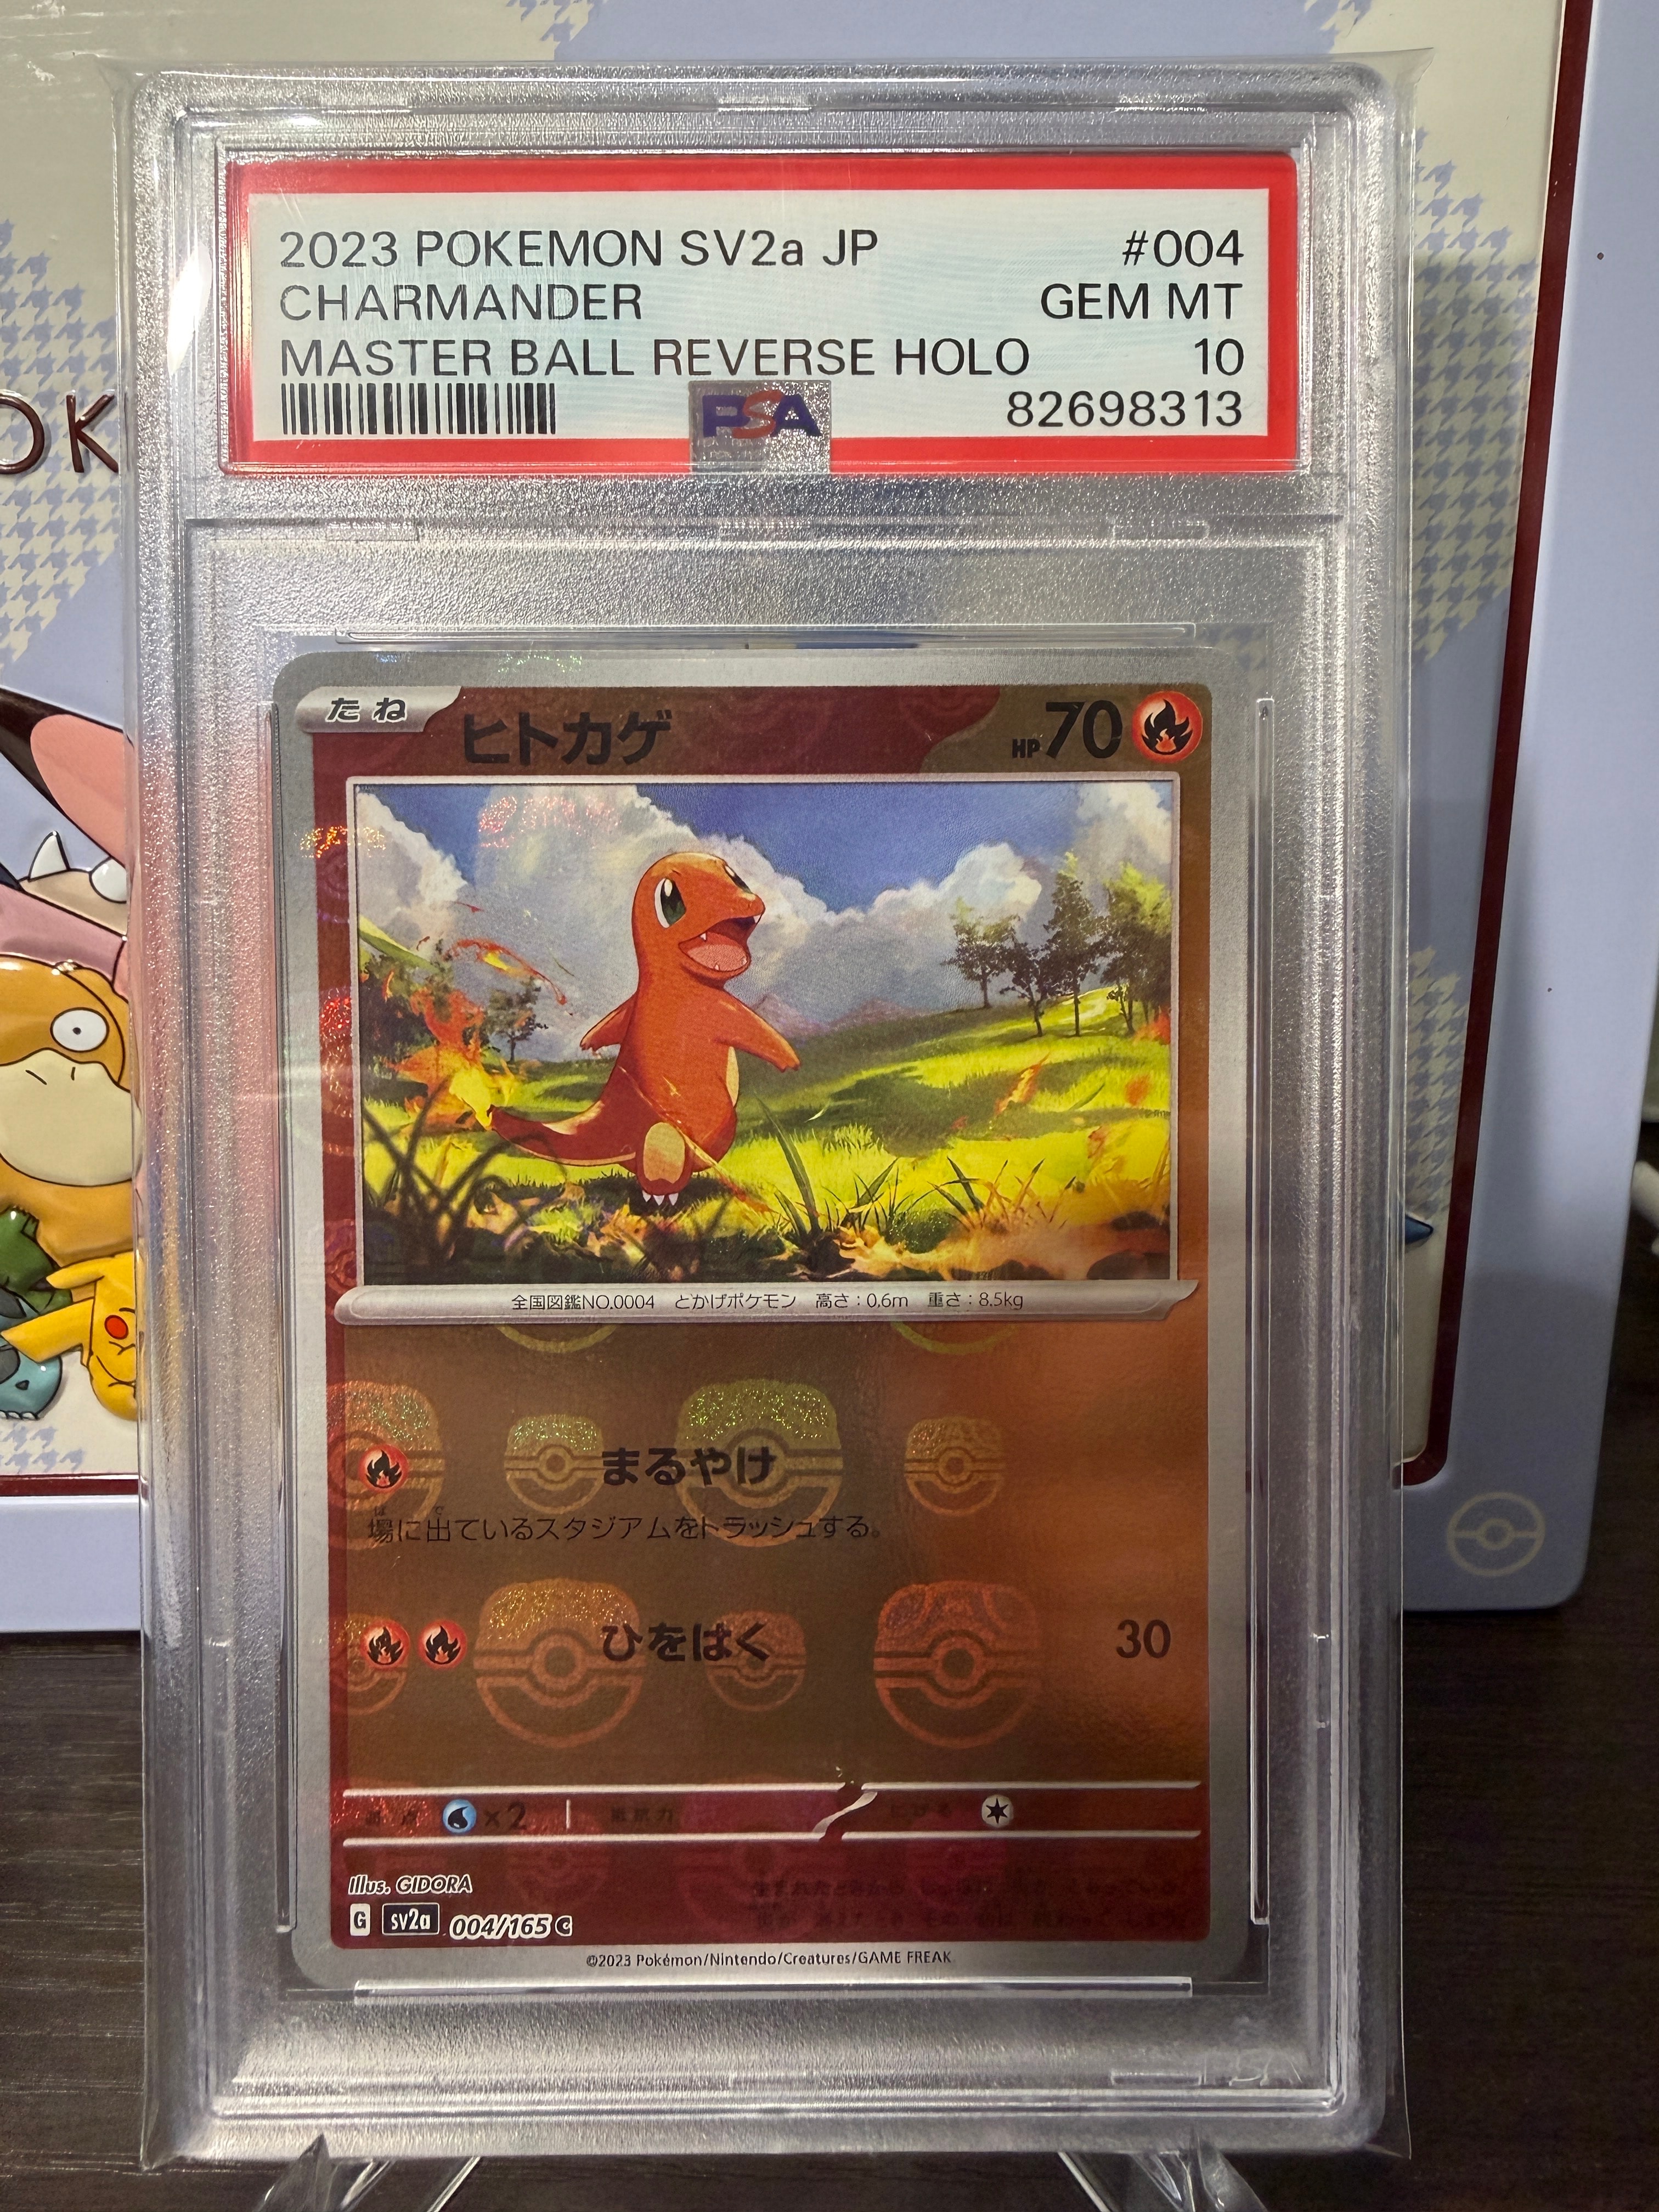 2023 POKEMON SV2a JP #004
CHARMANDER GEM MT
MASTER BALL REVERSE HOLO 10
PSA 82698313
OK
たね ヒトカゲ HP70
全国図鑑NO.0004 とかげポケモン 高さ：0.6m 重さ：8.5kg
まるやけ
場に出ているスタジアムをトラッシュする。
ひをはく 30
×2
Illus. GIDORA
G sv2a 004/165 C
©2023 Pokémon/Nintendo/Creatures/GAME FREAK